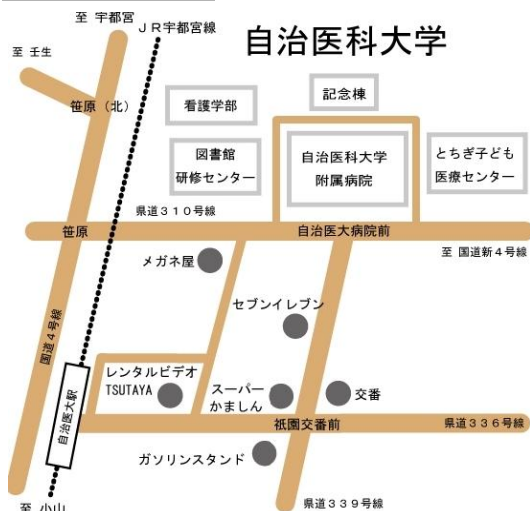 至 宇都宮
JR宇都宮線
自治医科大学
至 壬生
笹原（北）
看護学部
記念棟
図書館
研修センター
自治医科大学
附属病院
とちぎ子ども
医療センター
県道310号線
笹原
自治医大病院前
至 国道新4号線
メガネ屋
セブンイレブン
国道4号線
レンタルビデオ
TSUTAYA
スーパー
かましん
交番
自治医大駅
祇園交番前
県道336号線
ガソリンスタンド
県道339号線
至 小山